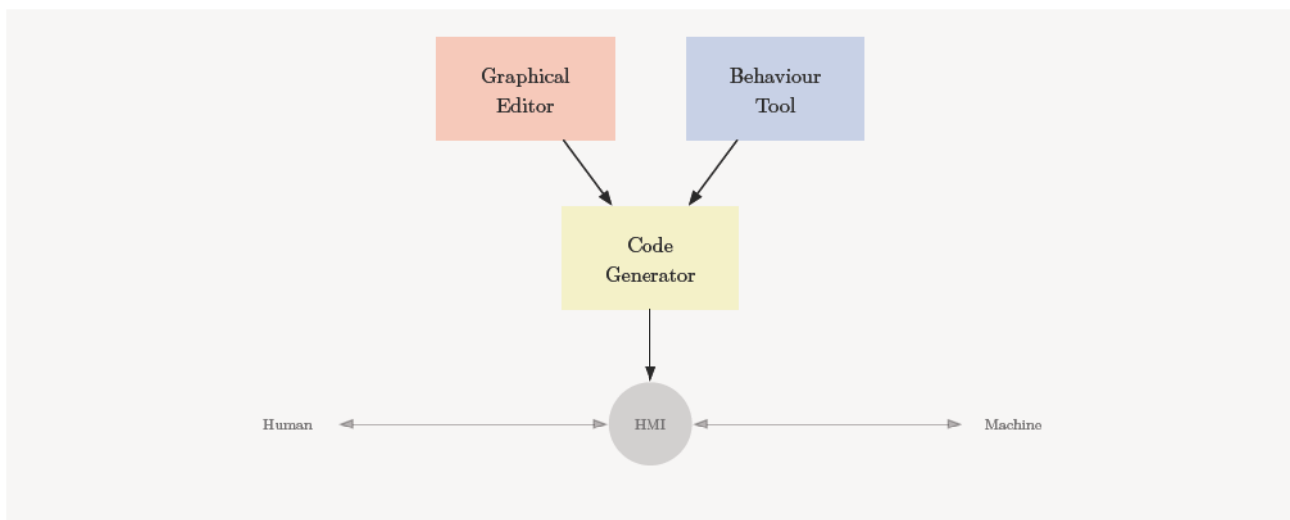 Graphical
Editor
Behaviour
Tool
Code
Generator
Human
HMI
Machine